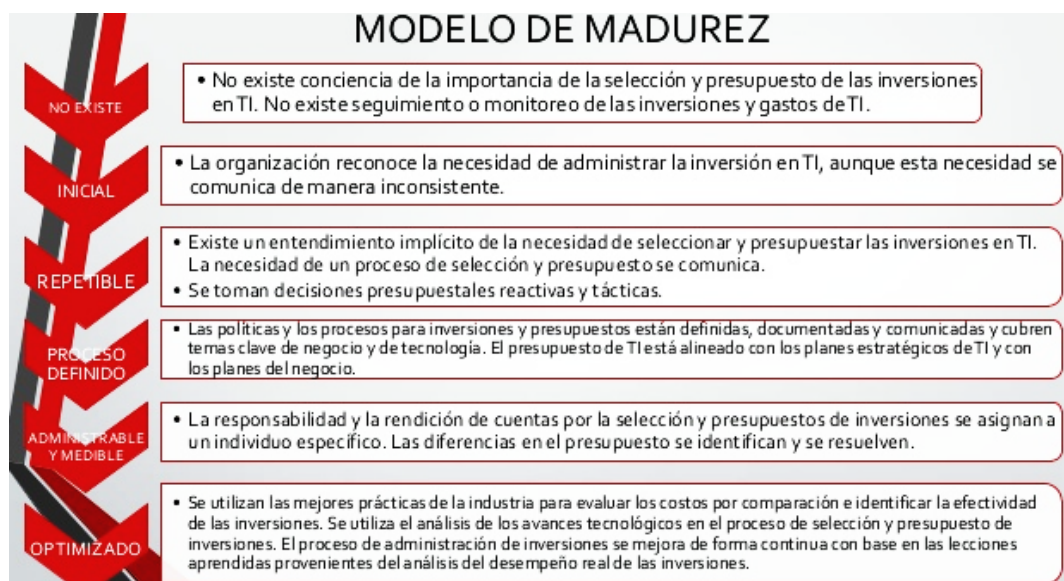 MODELO DE MADUREZ
NO EXISTE
• No existe conciencia de la importancia de la selección y presupuesto de las inversiones
en TI. No existe seguimiento o monitoreo de las inversiones y gastos de TI.
INICIAL
• La organización reconoce la necesidad de administrar la inversión en TI, aunque esta necesidad se
comunica de manera inconsistente.
REPETIBLE
• Existe un entendimiento implícito de la necesidad de seleccionar y presupuestar las inversiones en TI.
La necesidad de un proceso de selección y presupuesto se comunica.
• Se toman decisiones presupuestales reactivas y tácticas.
PROCESO
DEFINIDO
• Las políticas y los procesos para inversiones y presupuestos están definidas, documentadas y comunicadas y cubren
temas clave de negocio y de tecnología. El presupuesto de TI está alineado con los planes estratégicos de TI y con
los planes del negocio.
ADMINISTRABLE
Y MEDIBLE
• La responsabilidad y la rendición de cuentas por la selección y presupuestos de inversiones se asignan a
un individuo específico. Las diferencias en el presupuesto se identifican y se resuelven.
OPTIMIZADO
• Se utilizan las mejores prácticas de la industria para evaluar los costos por comparación e identificar la efectividad
de las inversiones. Se utiliza el análisis de los avances tecnológicos en el proceso de selección y presupuesto de
inversiones. El proceso de administración de inversiones se mejora de forma continua con base en las lecciones
aprendidas provenientes del análisis del desempeño real de las inversiones.